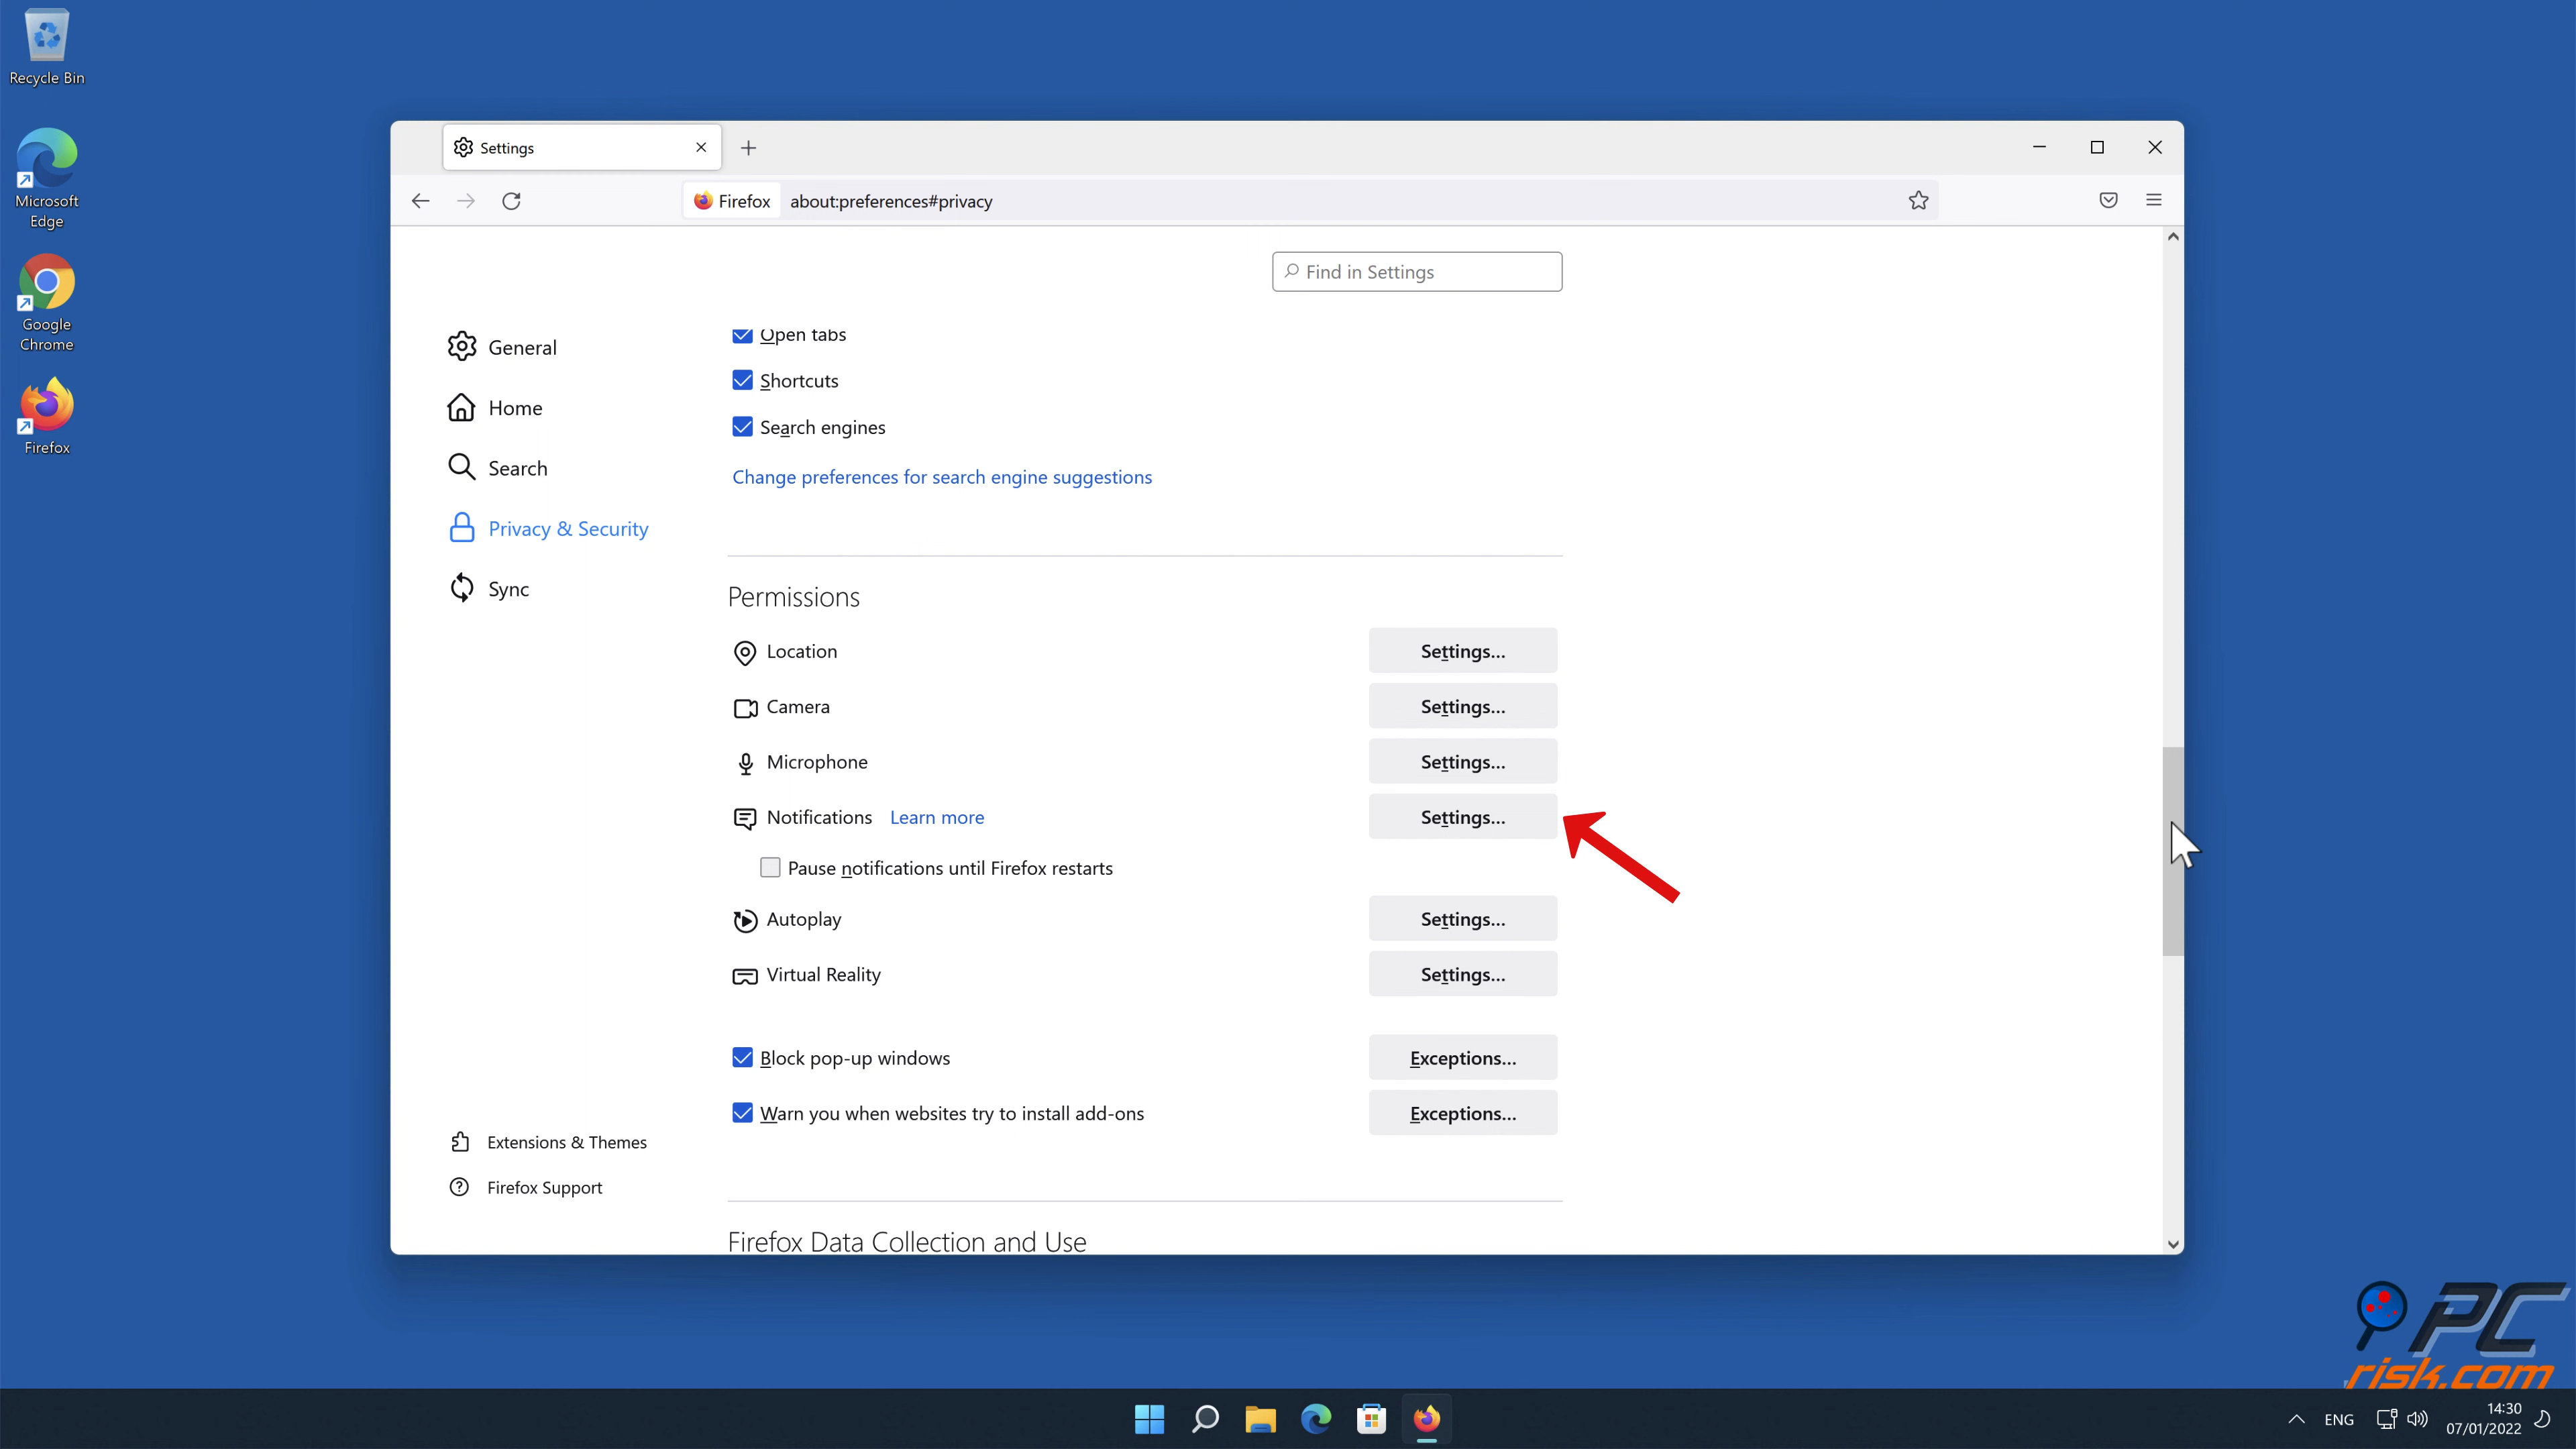 Recycle Bin
Microsoft
Edge
Google
Chrome
Firefox
Settings
Firefox
about:preferences#privacy
Find in Settings
General
Home
Search
Privacy & Security
Sync
Extensions & Themes
Firefox Support
Open tabs
Shortcuts
Search engines
Change preferences for search engine suggestions
Permissions
Location Settings...
Camera Settings...
Microphone Settings...
Notifications Learn more Settings...
Pause notifications until Firefox restarts
Autoplay Settings...
Virtual Reality Settings...
Block pop-up windows Exceptions...
Warn you when websites try to install add-ons Exceptions...
Firefox Data Collection and Use
PC
risk.com
ENG
14:30
07/01/2022